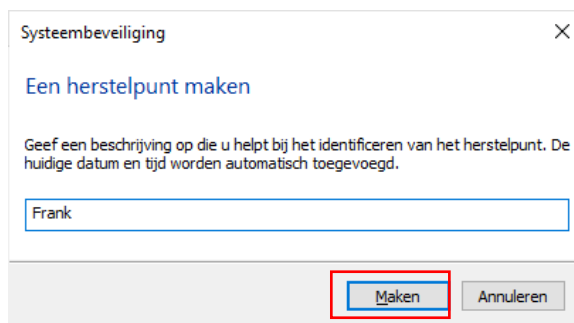 Systeembeveiliging
Een herstelpunt maken
Geef een beschrijving op die u helpt bij het identificeren van het herstelpunt. De
huidige datum en tijd worden automatisch toegevoegd.
Frank
Maken Annuleren